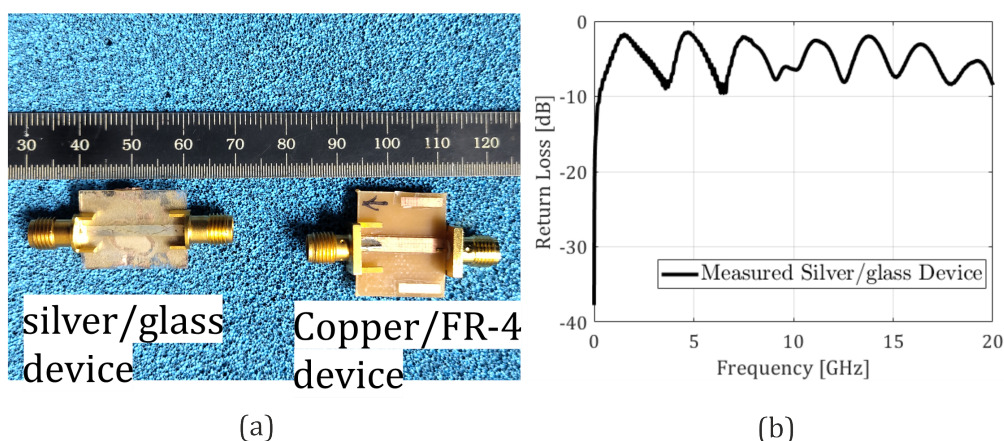 30 40 50 60 70 80 90 100 110 120
silver/glass
device
Copper/FR-4
device
(a)
0
-10
-20
-30
-40
Return Loss [dB]
Measured Silver/glass Device
0 5 10 15 20
Frequency [GHz]
(b)